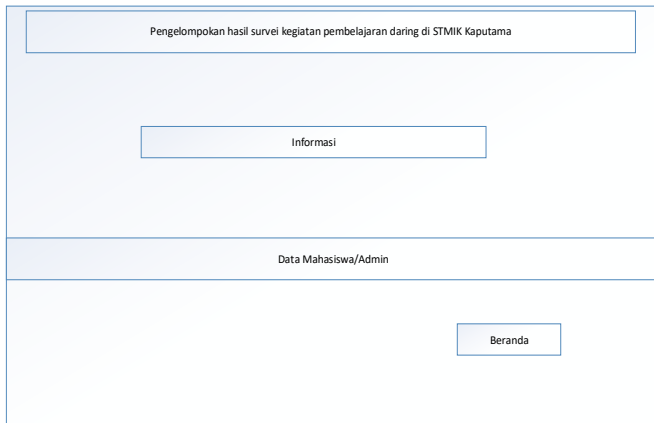 Pengelompokan hasil survei kegiatan pembelajaran daring di STMIK Kaputama
Informasi
Data Mahasiswa/Admin
Beranda